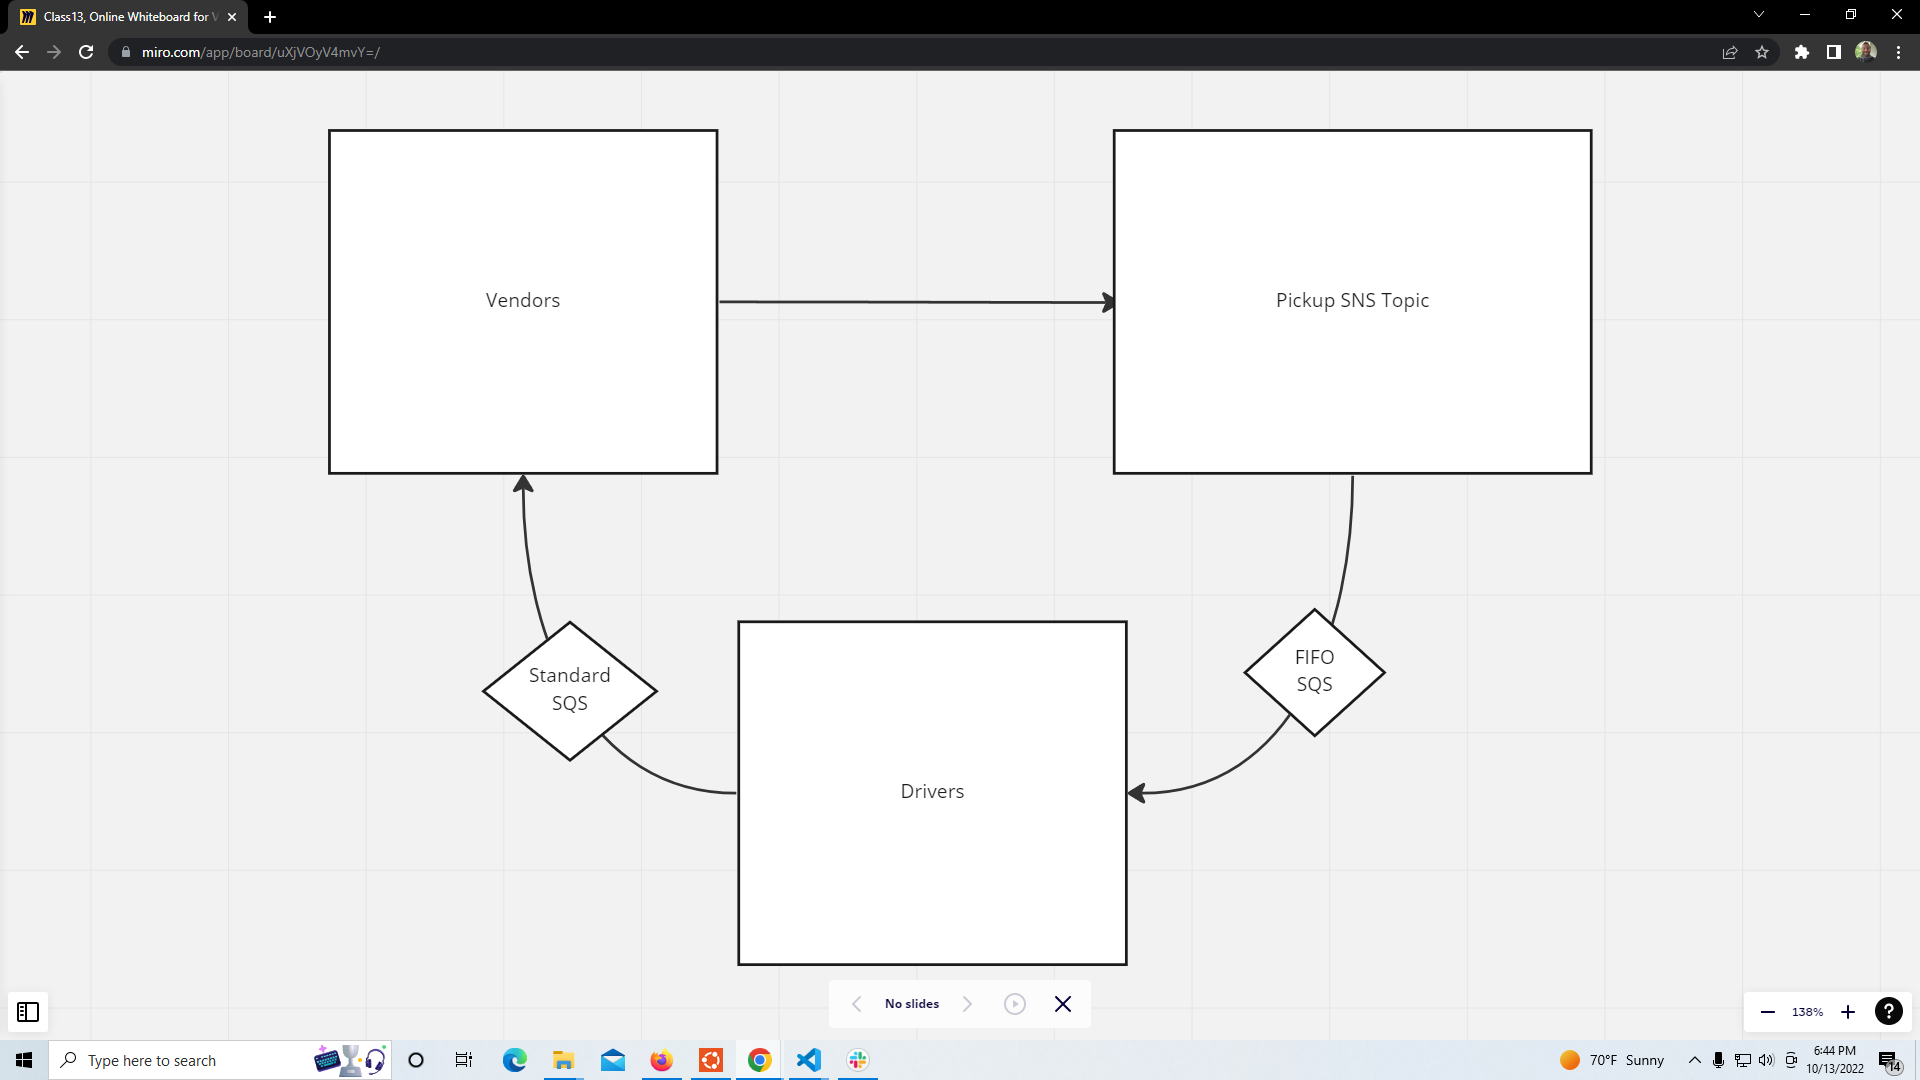 Class13, Online Whiteboard for V
miro.com/app/board/uXjVOyV4mvY=/
Vendors
Pickup SNS Topic
Standard
SQS
FIFO
SQS
Drivers
No slides
138%
?
Type here to search
70°F Sunny
6:44 PM
10/13/2022
14